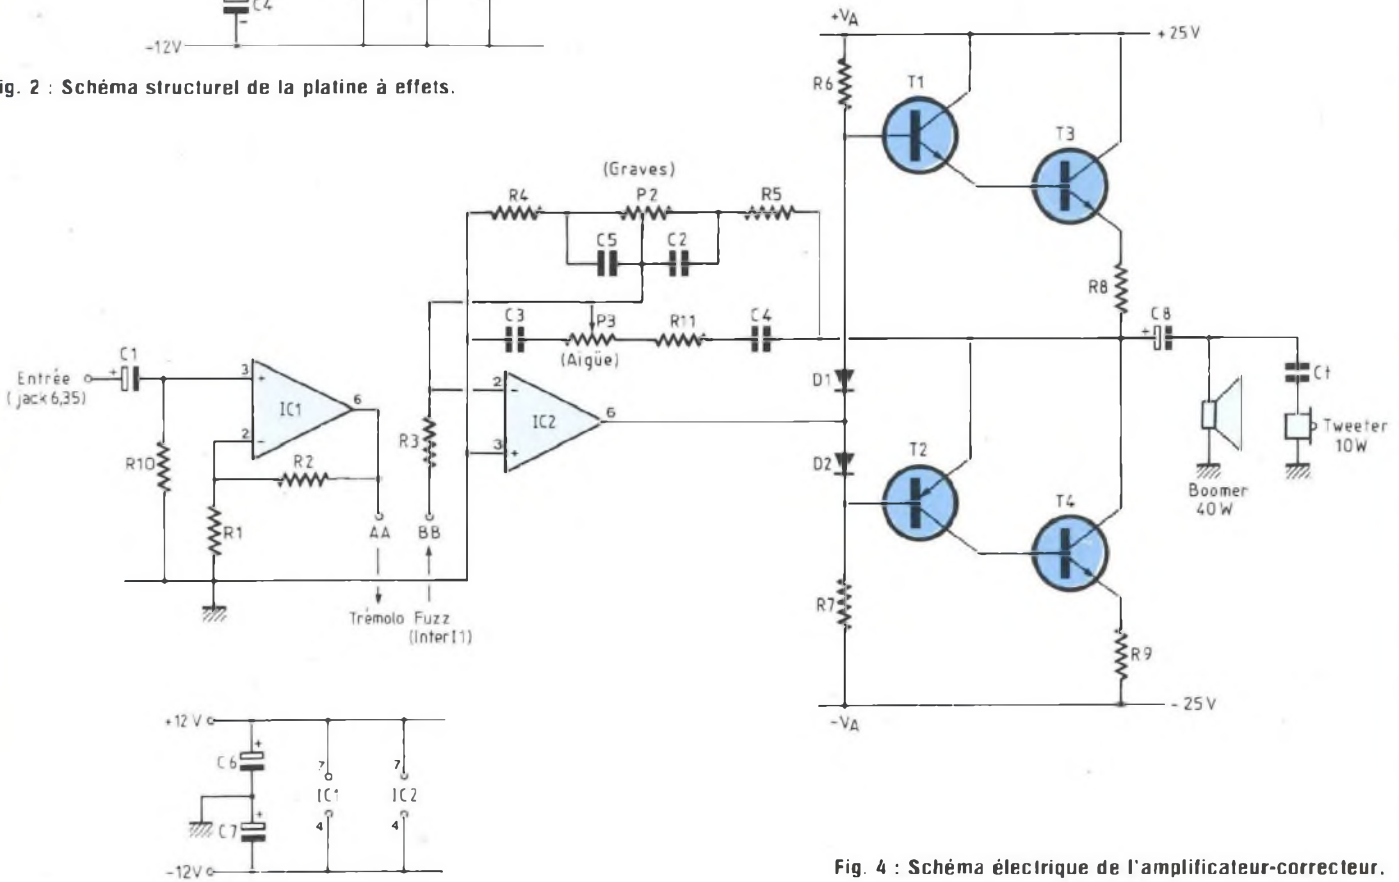 C4
-
-12V
ig. 2 : Schéma structurel de la platine à effets.
+VA
+25V
R6
T1
T3
(Graves)
R4
P2
R5
C5
C2
R8
C3
P3
R11
C4
C8
+
(Aigüe)
C1
+
Entrée
(jack 6,35)
3
+
IC1
6
2
-
2
-
IC2
6
3
+
D1
Ct
Tweeter
10W
R10
R2
R3
D2
T2
Boomer
40W
R1
AA
BB
T4
Trémolo
Fuzz
(Inter I1)
R7
R9
-VA
- 25V
+12 V
+
C6
7
7
IC1
IC2
+
C7
4
4
-12V
Fig. 4 : Schéma électrique de l'amplificateur-correcteur.